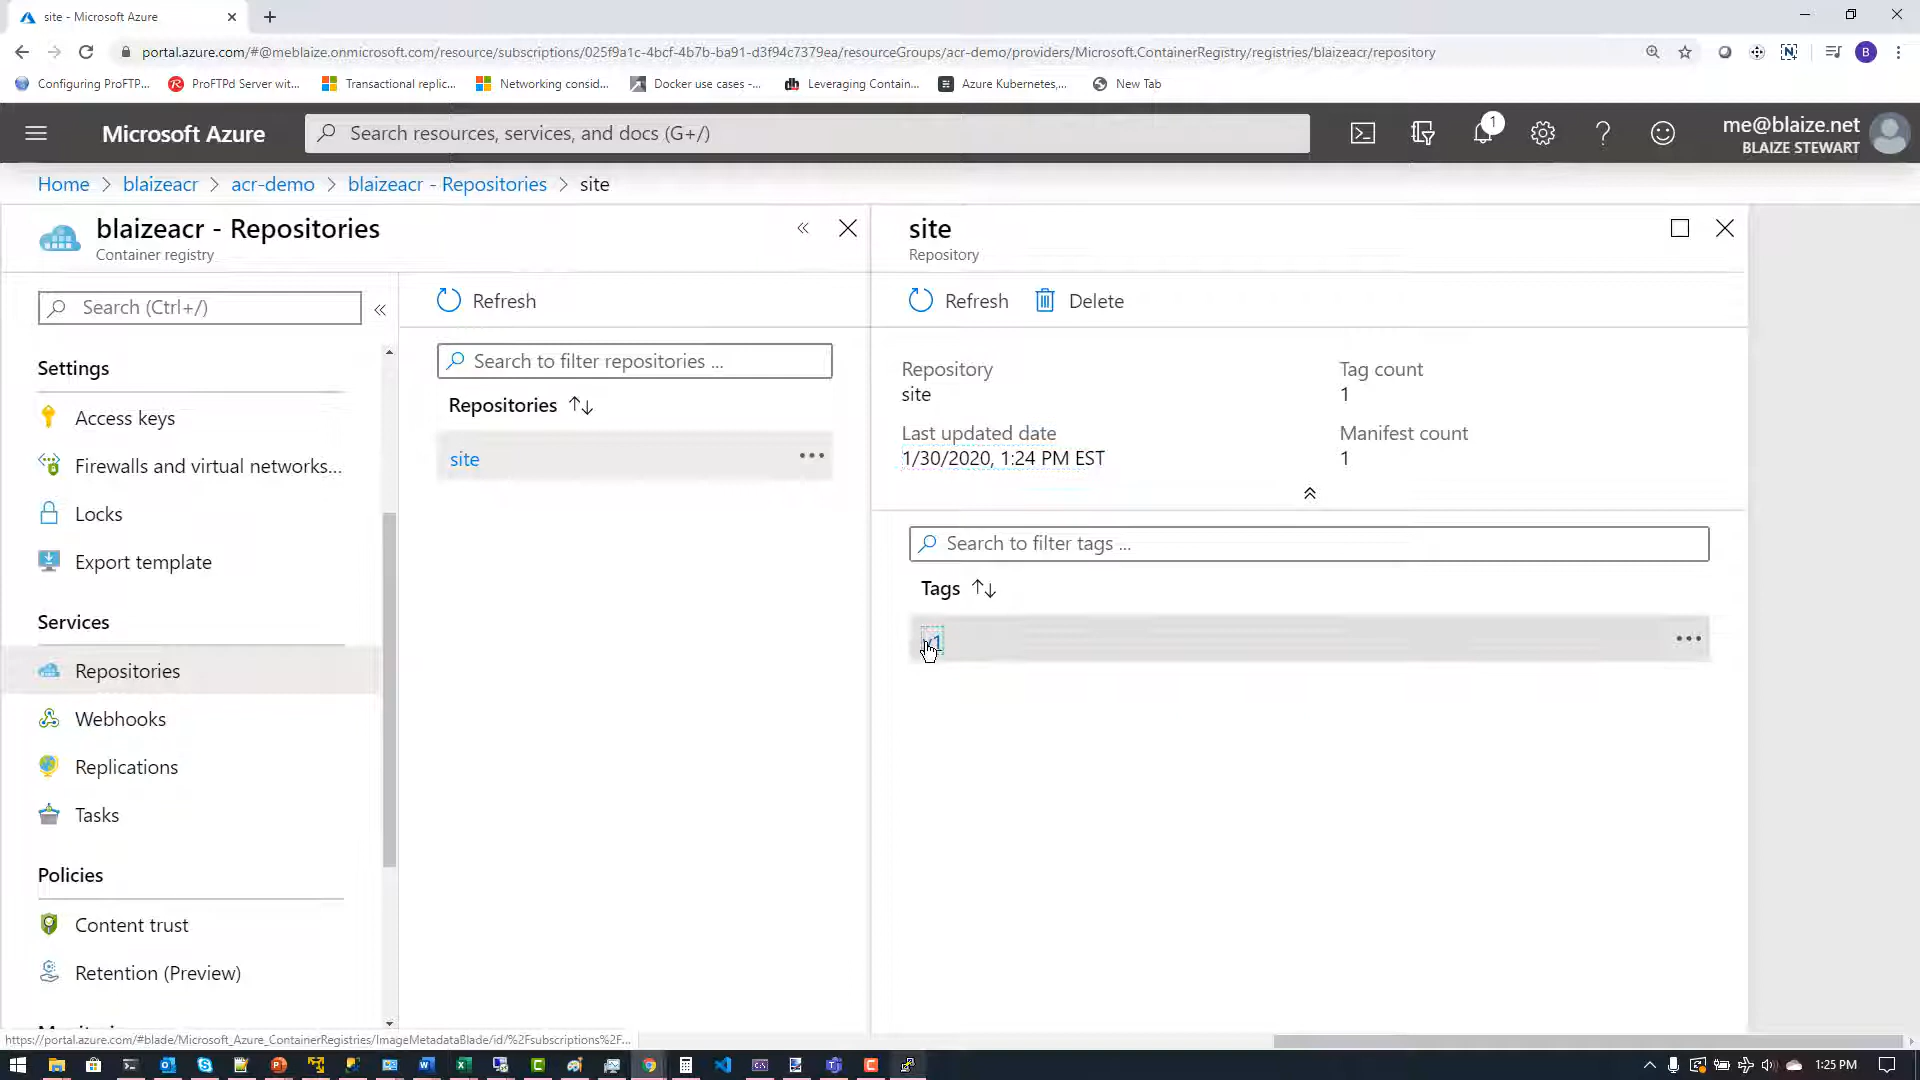 site - Microsoft Azure
portal.azure.com/#@meblaize.onmicrosoft.com/resource/subscriptions/025f9a1c-4bcf-4b7b-ba91-d3f94c7379ea/resourceGroups/acr-demo/providers/Microsoft.ContainerRegistry/registries/blaizeacr/repository
B
Configuring ProFTP... ProFTPd Server wit... Transactional replic... Networking consid... Docker use cases -... Leveraging Contain... Azure Kubernetes,... New Tab
Microsoft Azure
Search resources, services, and docs (G+/)
1
me@blaize.net
BLAIZE STEWART
Home > blaizeacr > acr-demo > blaizeacr - Repositories > site
blaizeacr - Repositories
Container registry
Search (Ctrl+/)
Settings
Access keys
Firewalls and virtual networks...
Locks
Export template
Services
Repositories
Webhooks
Replications
Tasks
Policies
Content trust
Retention (Preview)
Refresh
Search to filter repositories ...
Repositories
site
site
Repository
Refresh Delete
Repository
site
Tag count
1
Last updated date
1/30/2020, 1:24 PM EST
Manifest count
1
Search to filter tags ...
Tags
v1
https://portal.azure.com/#blade/Microsoft_Azure_ContainerRegistries/ImageMetadataBlade/id/%2Fsubscriptions%2F...
1:25 PM